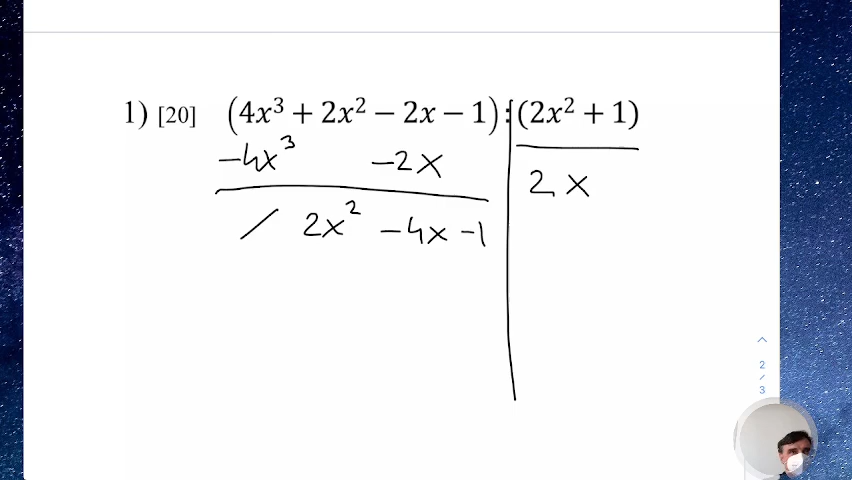 1) [20] (4x³ + 2x² − 2x − 1):(2x² + 1)
−4x³ −2x
2x
2x² −4x −1
2
/
3